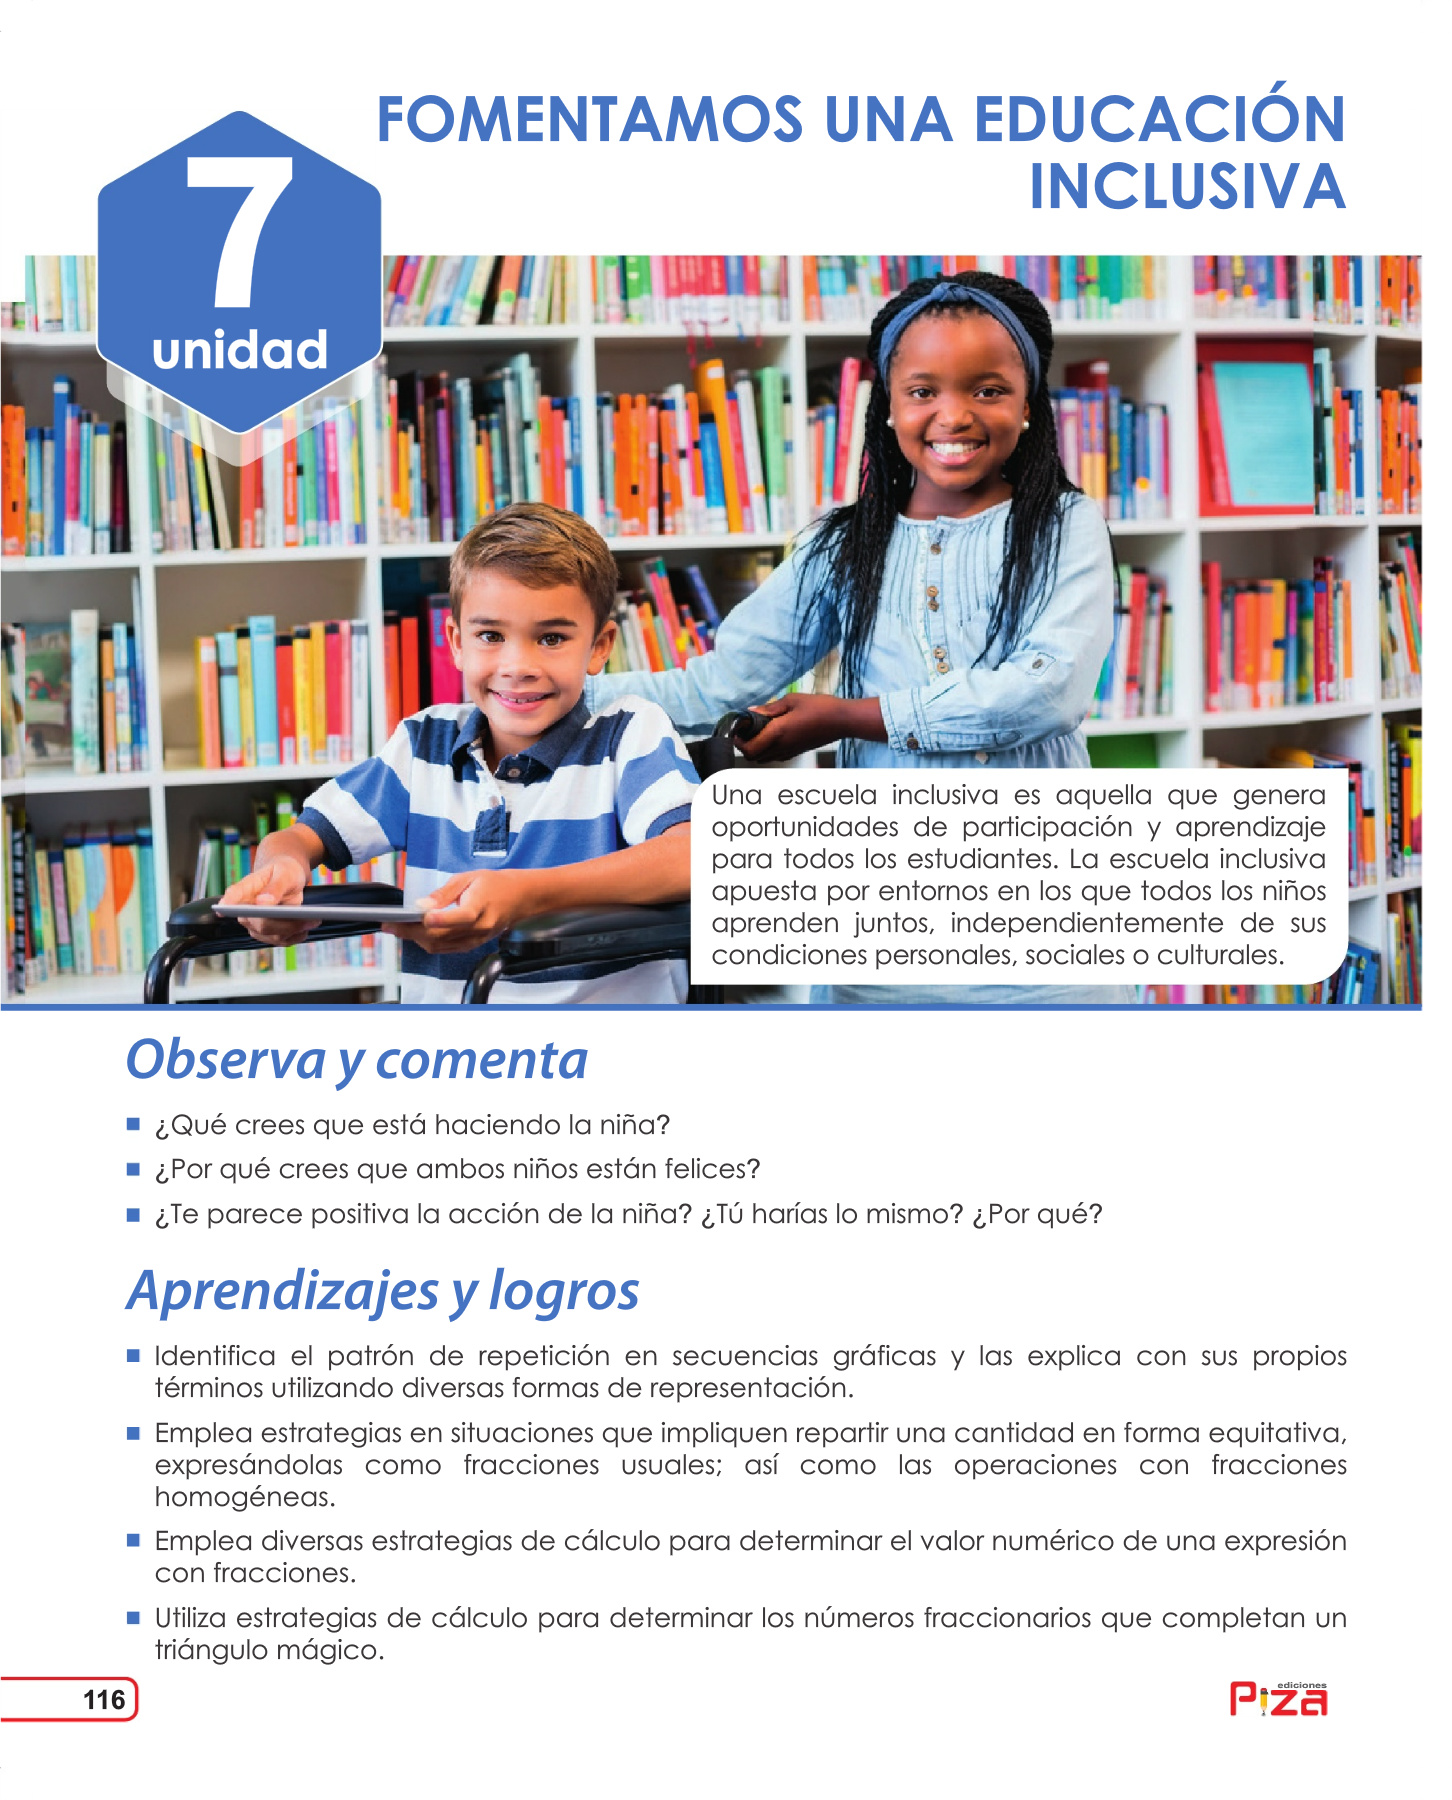 FOMENTAMOS UNA EDUCACIÓN
INCLUSIVA
7
unidad
Una escuela inclusiva es aquella que genera
oportunidades de participación y aprendizaje
para todos los estudiantes. La escuela inclusiva
apuesta por entornos en los que todos los niños
aprenden juntos, independientemente de sus
condiciones personales, sociales o culturales.
Observa y comenta
¿Qué crees que está haciendo la niña?
¿Por qué crees que ambos niños están felices?
¿Te parece positiva la acción de la niña? ¿Tú harías lo mismo? ¿Por qué?
Aprendizajes y logros
Identifica el patrón de repetición en secuencias gráficas y las explica con sus propios
términos utilizando diversas formas de representación.
Emplea estrategias en situaciones que impliquen repartir una cantidad en forma equitativa,
expresándolas como fracciones usuales; así como las operaciones con fracciones
homogéneas.
Emplea diversas estrategias de cálculo para determinar el valor numérico de una expresión
con fracciones.
Utiliza estrategias de cálculo para determinar los números fraccionarios que completan un
triángulo mágico.
116
ediciones
Piza